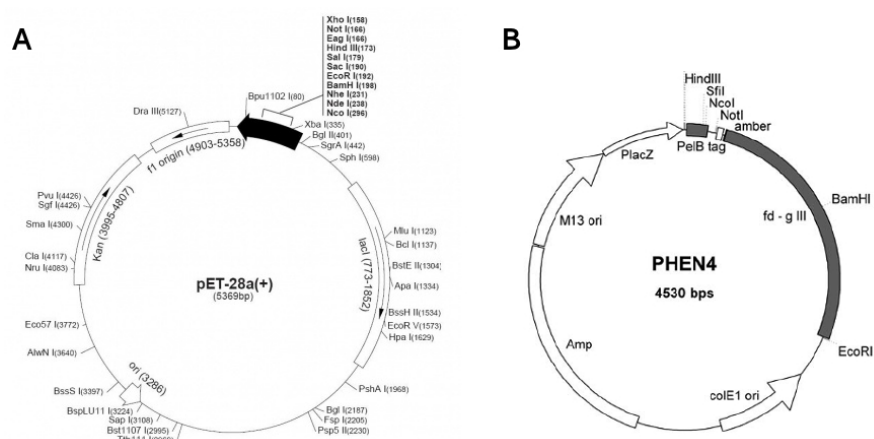 A
Xho I(158)
Not I(166)
Eag I(166)
Hind III(173)
Sal I(179)
Sac I(190)
EcoR I(192)
BamH I(198)
Nhe I(231)
Nde I(238)
Nco I(296)
Bpu1102 I(80)
Dra III(5127)
Xba I(335)
Bgl II(401)
SgrA I(442)
Sph I(598)
f1 origin (4903-5358)
Pvu I(4426)
Sgf I(4426)
Sma I(4300)
Kan (3995-4807)
Cla I(4117)
Nru I(4083)
Mlu I(1123)
Bcl I(1137)
BstE II(1304)
Apa I(1334)
lacI (773-1852)
BssH II(1534)
EcoR V(1573)
Hpa I(1629)
pET-28a(+)
(5369bp)
Eco57 I(3772)
AlwN I(3640)
ori (3286)
BssS I(3397)
PshA I(1968)
BspLU11 I(3224)
Sap I(3108)
Bst1107 I(2995)
Bgl I(2187)
Fsp I(2205)
Psp5 II(2230)
B
HindIII
SfiI
NcoI
NotI
amber
PelB tag
PlacZ
M13 ori
BamHI
fd - g III
PHEN4
4530 bps
Amp
EcoRI
colE1 ori